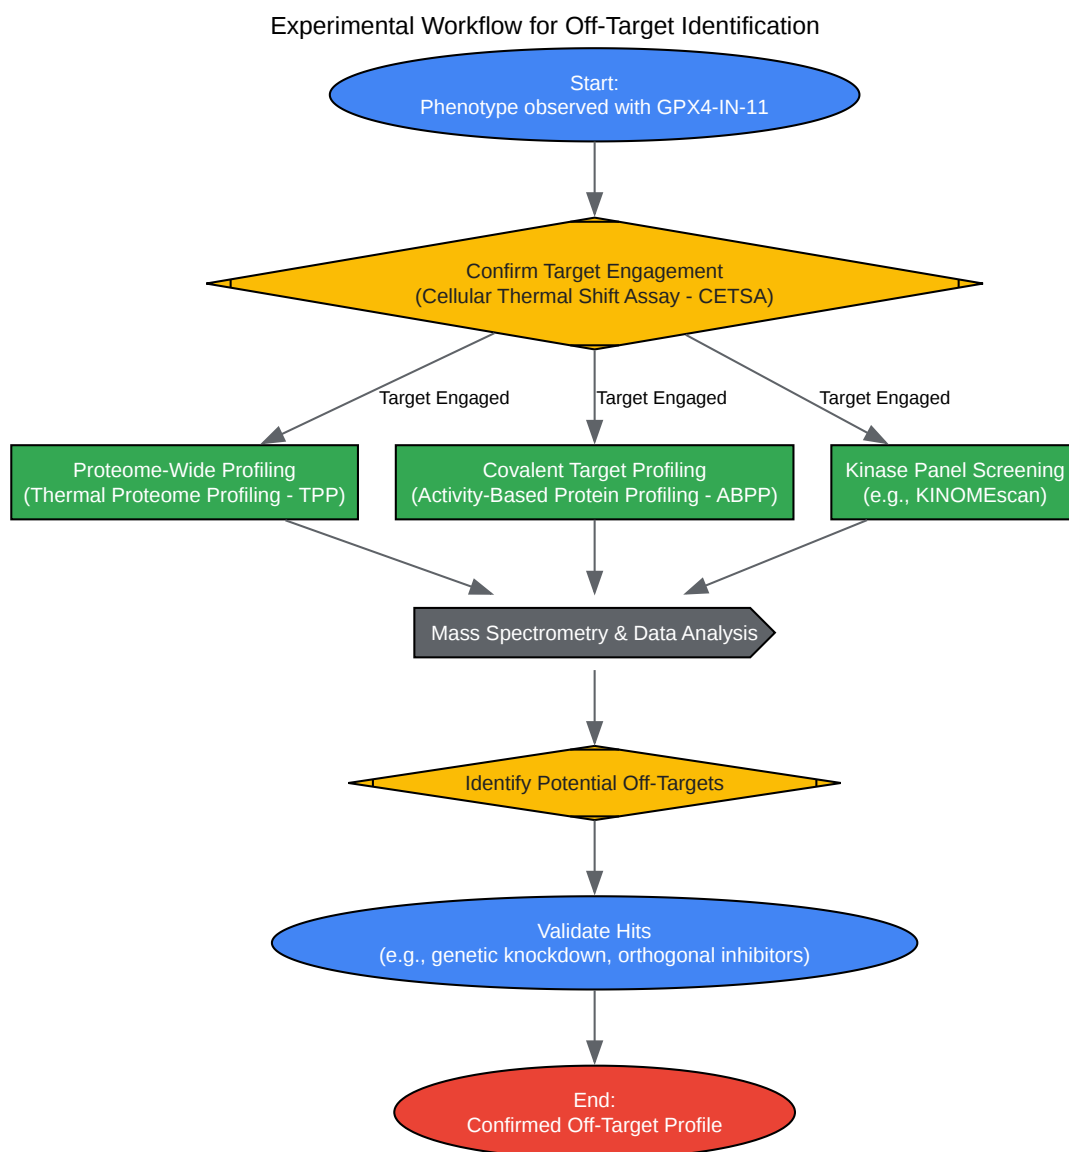 Experimental Workflow for Off-Target Identification
Start:
Phenotype observed with GPX4-IN-11
Confirm Target Engagement
(Cellular Thermal Shift Assay - CETSA)
Target Engaged
Target Engaged
Target Engaged
Proteome-Wide Profiling
(Thermal Proteome Profiling - TPP)
Covalent Target Profiling
(Activity-Based Protein Profiling - ABPP)
Kinase Panel Screening
(e.g., KINOMEscan)
Mass Spectrometry & Data Analysis
Identify Potential Off-Targets
Validate Hits
(e.g., genetic knockdown, orthogonal inhibitors)
End:
Confirmed Off-Target Profile